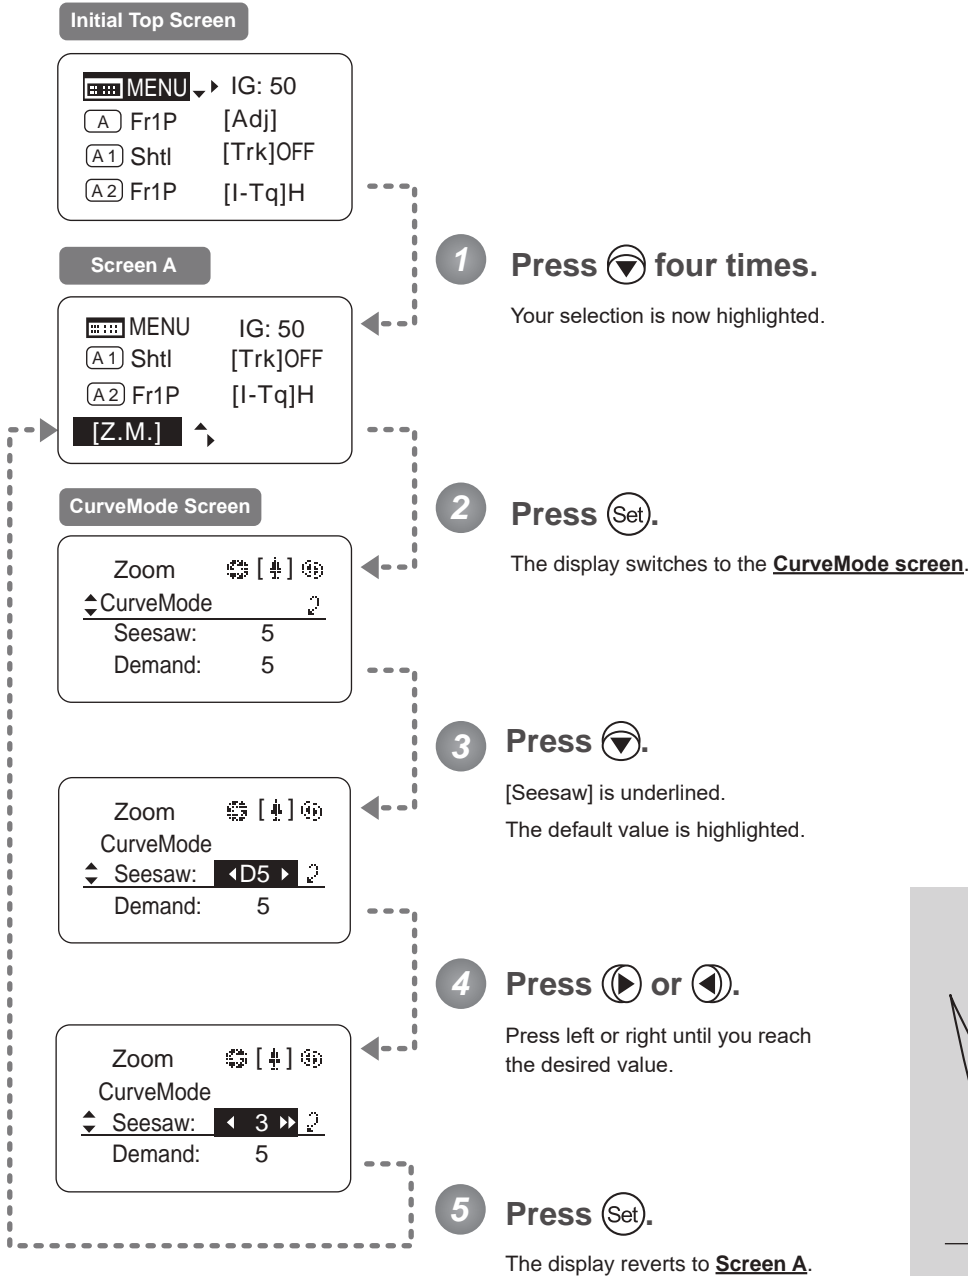 Initial Top Screen
MENU IG: 50
A Fr1P [Adj]
A1 Shtl [Trk]OFF
A2 Fr1P [I-Tq]H
1 Press four times.
Your selection is now highlighted.
Screen A
MENU IG: 50
A1 Shtl [Trk]OFF
A2 Fr1P [I-Tq]H
[Z.M.]
2 Press Set.
The display switches to the CurveMode screen.
CurveMode Screen
Zoom [ ]
CurveMode
Seesaw: 5
Demand: 5
3 Press .
[Seesaw] is underlined.
The default value is highlighted.
Zoom [ ]
CurveMode
Seesaw: D5
Demand: 5
4 Press or .
Press left or right until you reach
the desired value.
Zoom [ ]
CurveMode
Seesaw: 3
Demand: 5
5 Press Set.
The display reverts to Screen A.